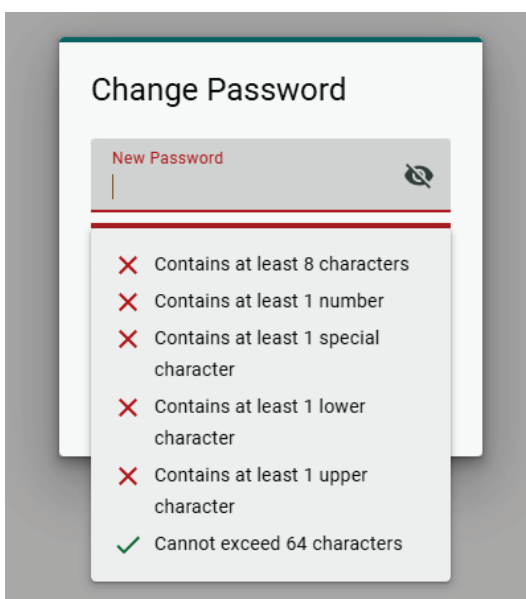 Change Password
New Password
Contains at least 8 characters
Contains at least 1 number
Contains at least 1 special
character
Contains at least 1 lower
character
Contains at least 1 upper
character
Cannot exceed 64 characters